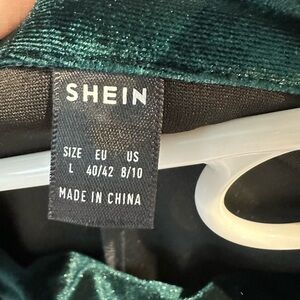 SHEIN
SIZE EU US
L 40/42 8/10
MADE IN CHINA